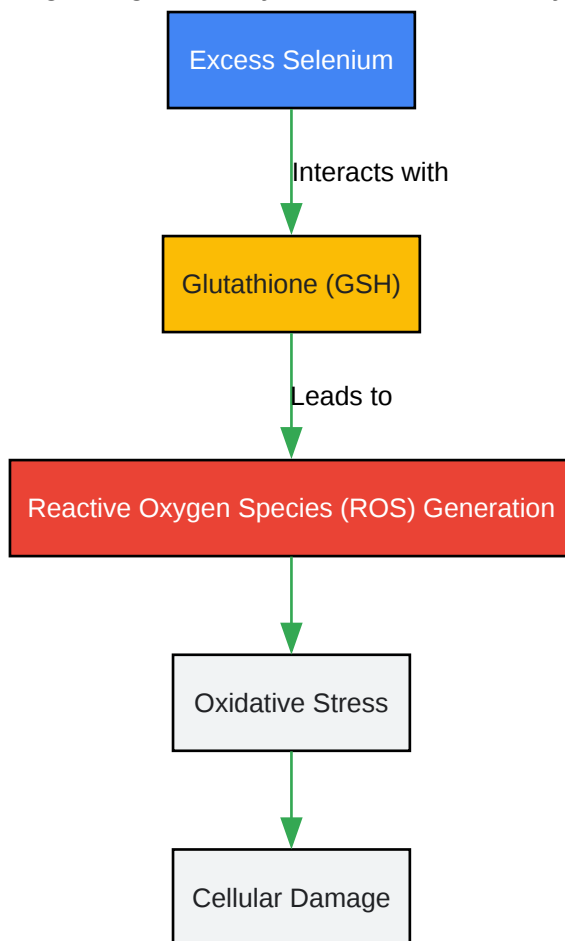 Excess Selenium
Interacts with
Glutathione (GSH)
Leads to
Reactive Oxygen Species (ROS) Generation
Oxidative Stress
Cellular Damage